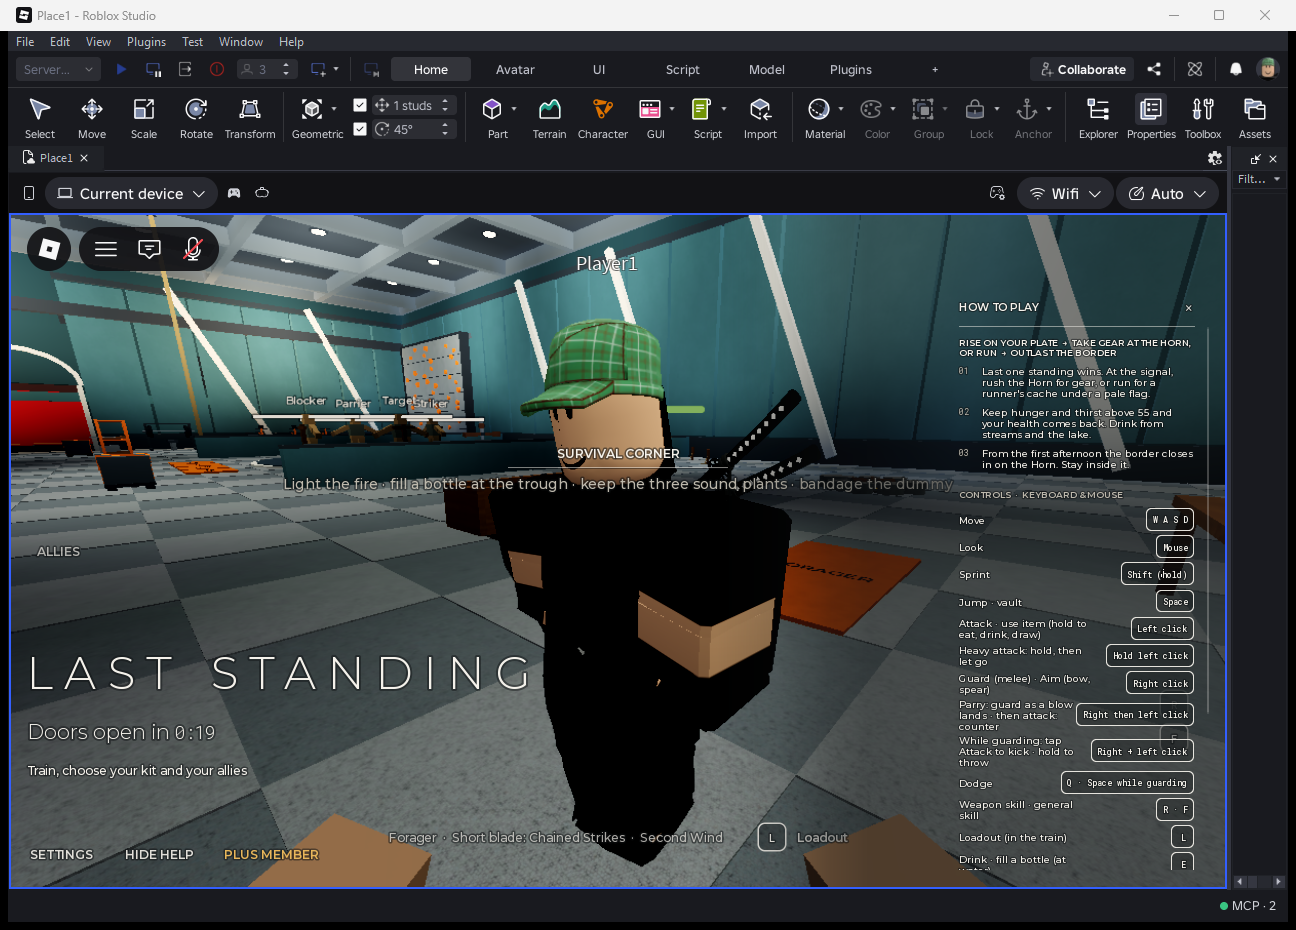 Place1 - Roblox Studio
File Edit View Plugins Test Window Help
Server... 3 Home Avatar UI Script Model Plugins + Collaborate
1 studs
45°
Select Move Scale Rotate Transform Geometric Part Terrain Character GUI Script Import Material Color Group Lock Anchor Explorer Properties Toolbox Assets
Place1
Filt...
Current device Wifi Auto
Player1
HOW TO PLAY ×
RISE ON YOUR PLATE → TAKE GEAR AT THE HORN,
OR RUN → OUTLAST THE BORDER
01 Last one standing wins. At the signal,
rush the Horn for gear, or run for a
runner's cache under a pale flag.
02 Keep hunger and thirst above 55 and
your health comes back. Drink from
streams and the lake.
03 From the first afternoon the border closes
in on the Horn. Stay inside it.
Blocker Parrier Target Striker
SURVIVAL CORNER
Light the fire · fill a bottle at the trough · keep the three sound plants · bandage the dummy
CONTROLS · KEYBOARD & MOUSE
Move W A S D
Look Mouse
Sprint Shift (hold)
Jump · vault Space
Attack · use item (hold to
eat, drink, draw) Left click
Heavy attack: hold, then
let go Hold left click
Guard (melee) · Aim (bow,
spear) Right click
Parry: guard as a blow
lands · then attack:
counter Right then left click
While guarding: tap
Attack to kick · hold to
throw Right + left click
Dodge Q · Space while guarding
Weapon skill · general
skill R · F
Loadout (in the train) L
Drink · fill a bottle (at
water) E
ALLIES
LAST STANDING
Doors open in 0:19
Train, choose your kit and your allies
Forager · Short blade: Chained Strikes · Second Wind L Loadout
SETTINGS HIDE HELP PLUS MEMBER
MCP · 2